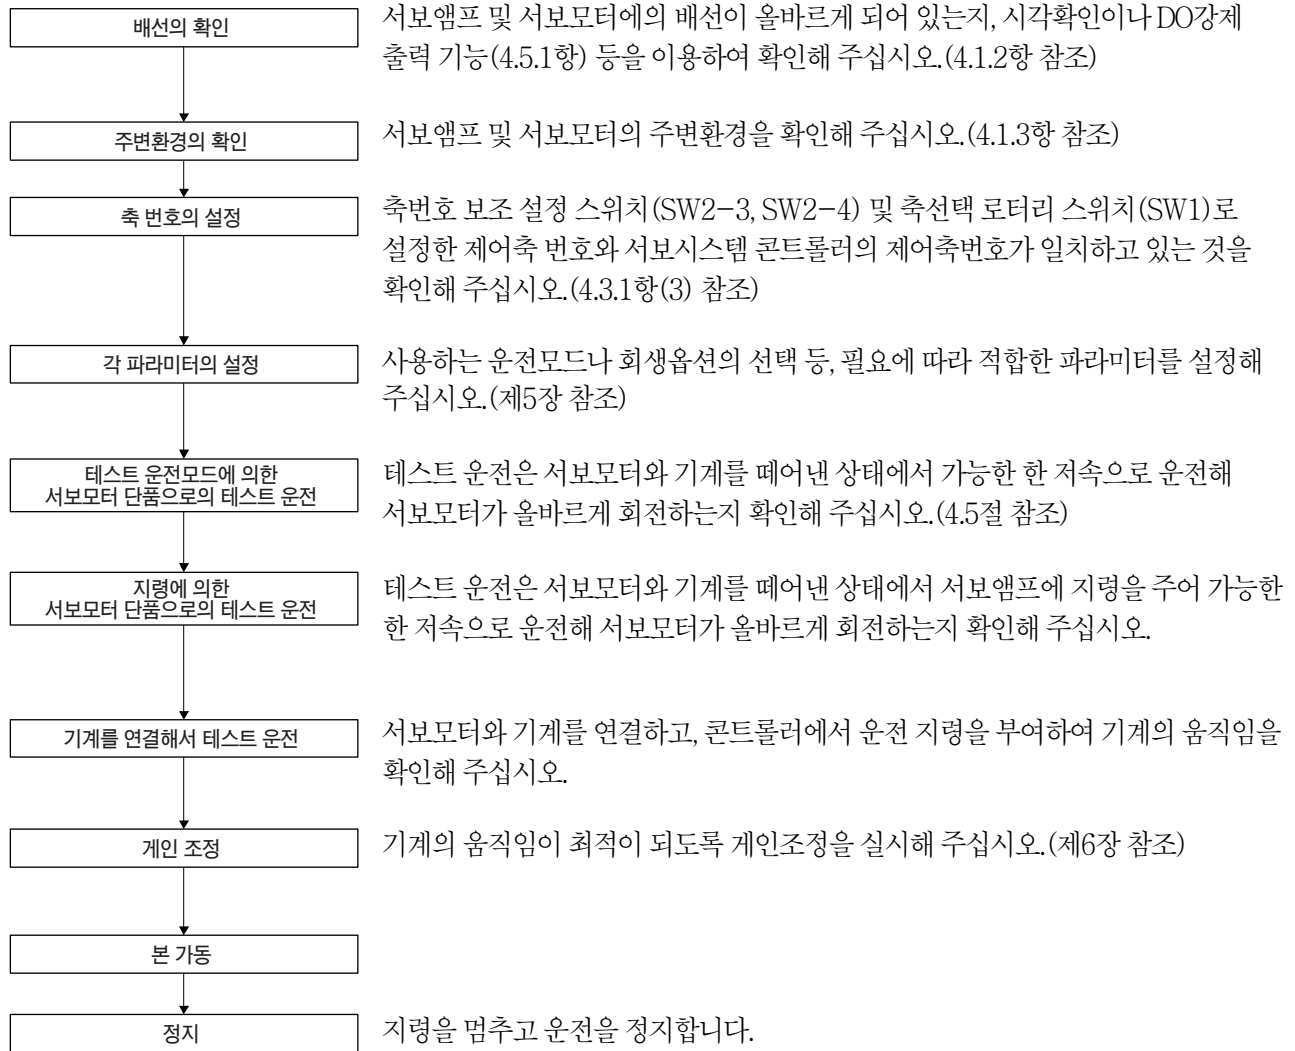 배선의 확인
서보앰프 및 서보모터에의 배선이 올바르게 되어 있는지, 시각확인이나 DO강제
출력 기능(4.5.1항) 등을 이용하여 확인해 주십시오.(4.1.2항 참조)
주변환경의 확인
서보앰프 및 서보모터의 주변환경을 확인해 주십시오.(4.1.3항 참조)
축 번호의 설정
축번호 보조 설정 스위치(SW2-3, SW2-4) 및 축선택 로터리 스위치(SW1)로
설정한 제어축 번호와 서보시스템 콘트롤러의 제어축번호가 일치하고 있는 것을
확인해 주십시오.(4.3.1항(3) 참조)
각 파라미터의 설정
사용하는 운전모드나 회생옵션의 선택 등, 필요에 따라 적합한 파라미터를 설정해
주십시오.(제5장 참조)
테스트 운전모드에 의한
서보모터 단품으로의 테스트 운전
테스트 운전은 서보모터와 기계를 떼어낸 상태에서 가능한 한 저속으로 운전해
서보모터가 올바르게 회전하는지 확인해 주십시오.(4.5절 참조)
지령에 의한
서보모터 단품으로의 테스트 운전
테스트 운전은 서보모터와 기계를 떼어낸 상태에서 서보앰프에 지령을 주어 가능한
한 저속으로 운전해 서보모터가 올바르게 회전하는지 확인해 주십시오.
기계를 연결해서 테스트 운전
서보모터와 기계를 연결하고, 콘트롤러에서 운전 지령을 부여하여 기계의 움직임을
확인해 주십시오.
게인 조정
기계의 움직임이 최적이 되도록 게인조정을 실시해 주십시오.(제6장 참조)
본 가동
정지
지령을 멈추고 운전을 정지합니다.